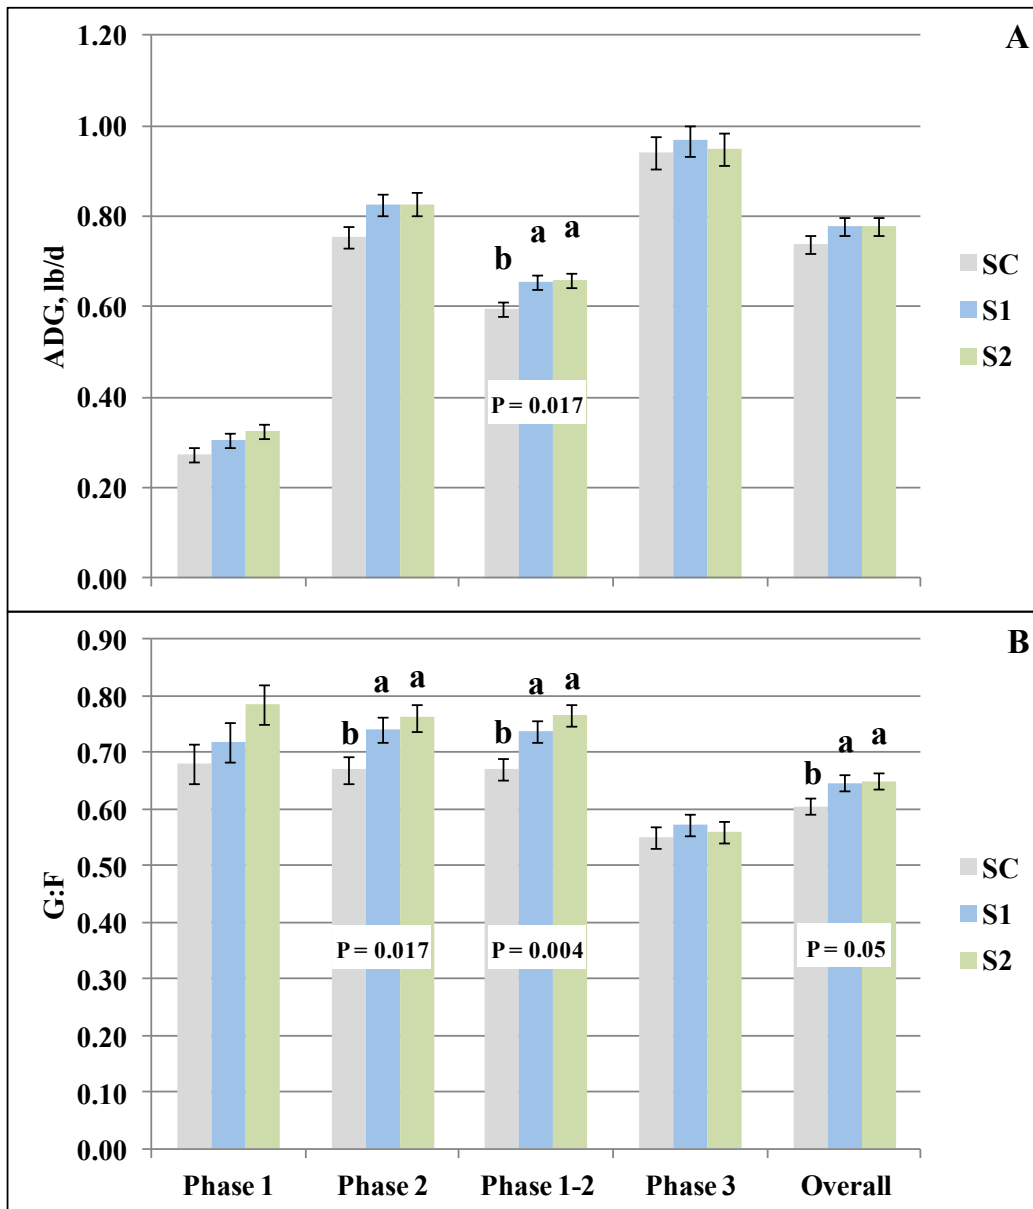 A
1.20
1.00
0.80
0.60
0.40
0.20
0.00
ADG, lb/d
b a a
P = 0.017
SC
S1
S2
B
0.90
0.80
0.70
0.60
0.50
0.40
0.30
0.20
0.10
0.00
G:F
b a a
b a a
b a a
P = 0.017
P = 0.004
P = 0.05
SC
S1
S2
Phase 1 Phase 2 Phase 1-2 Phase 3 Overall